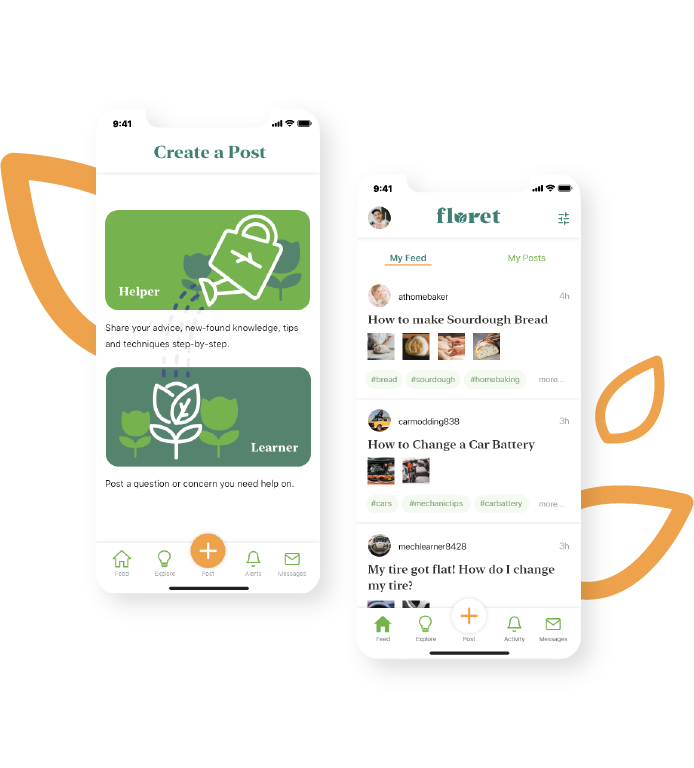 9:41
Create a Post
Helper
Share your advice, new-found knowledge, tips
and techniques step-by-step.
Learner
Post a question or concern you need help on.
Feed
Explore
Post
Alerts
Messages
9:41
floret
My Feed
My Posts
athomebaker
4h
How to make Sourdough Bread
#bread
#sourdough
#homebaking
more...
carmodding838
3h
How to Change a Car Battery
#cars
#mechanictips
#carbattery
more...
mechlearner8428
3h
My tire got flat! How do I change
my tire?
Feed
Explore
Post
Activity
Messages